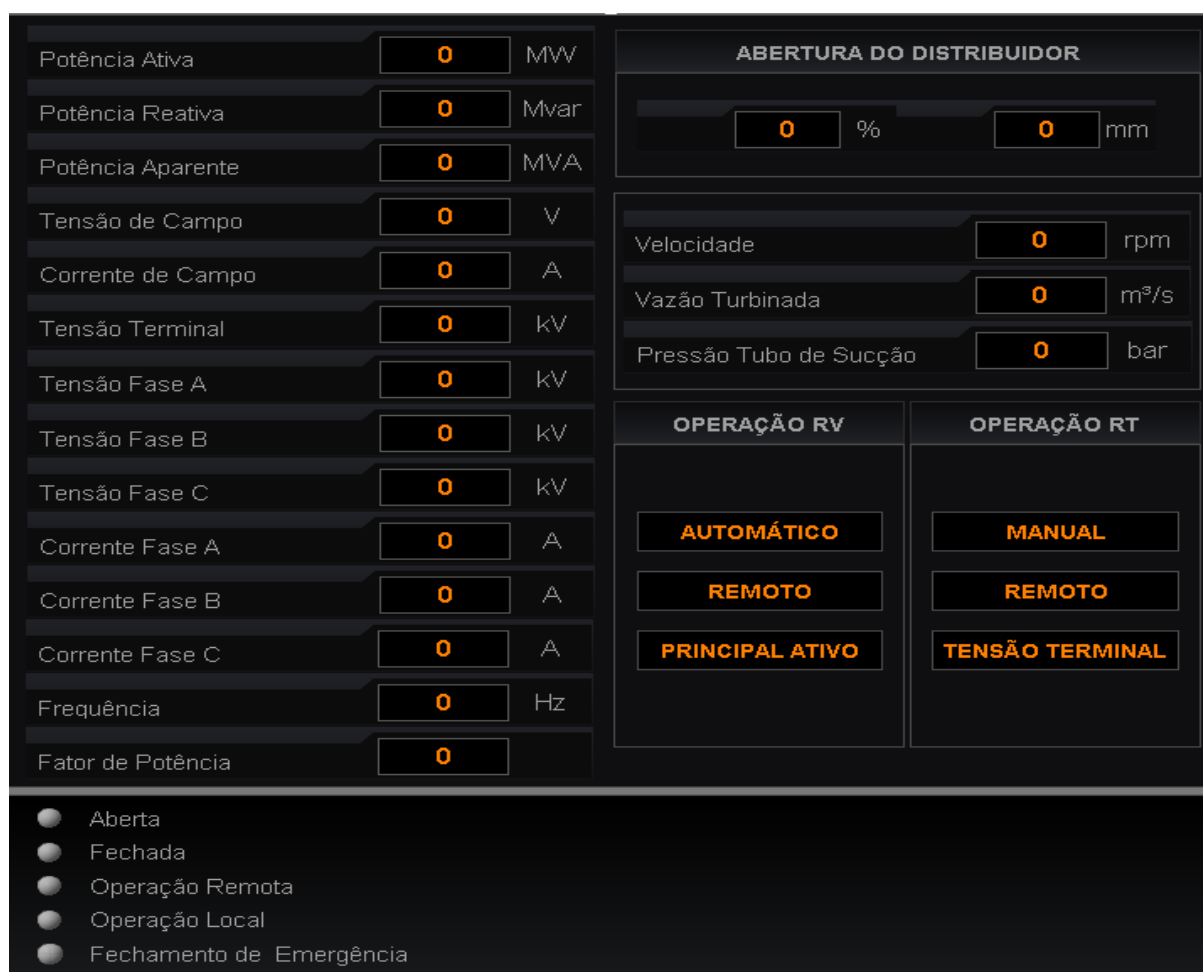 Potência Ativa 0 MW
Potência Reativa 0 Mvar
Potência Aparente 0 MVA
Tensão de Campo 0 V
Corrente de Campo 0 A
Tensão Terminal 0 kV
Tensão Fase A 0 kV
Tensão Fase B 0 kV
Tensão Fase C 0 kV
Corrente Fase A 0 A
Corrente Fase B 0 A
Corrente Fase C 0 A
Frequência 0 Hz
Fator de Potência 0
ABERTURA DO DISTRIBUIDOR
0 % 0 mm
Velocidade 0 rpm
Vazão Turbinada 0 m³/s
Pressão Tubo de Sucção 0 bar
OPERAÇÃO RV
AUTOMÁTICO
REMOTO
PRINCIPAL ATIVO
OPERAÇÃO RT
MANUAL
REMOTO
TENSÃO TERMINAL
Aberta
Fechada
Operação Remota
Operação Local
Fechamento de Emergência